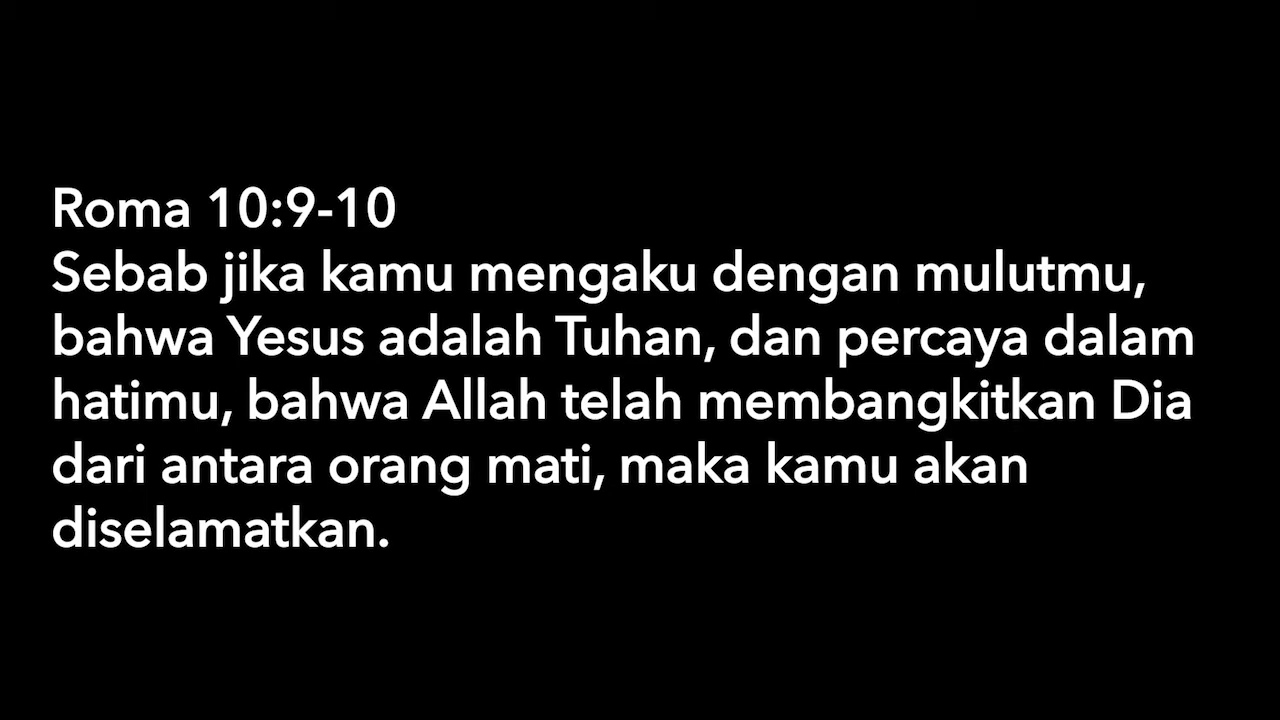 Roma 10:9-10
Sebab jika kamu mengaku dengan mulutmu,
bahwa Yesus adalah Tuhan, dan percaya dalam
hatimu, bahwa Allah telah membangkitkan Dia
dari antara orang mati, maka kamu akan
diselamatkan.